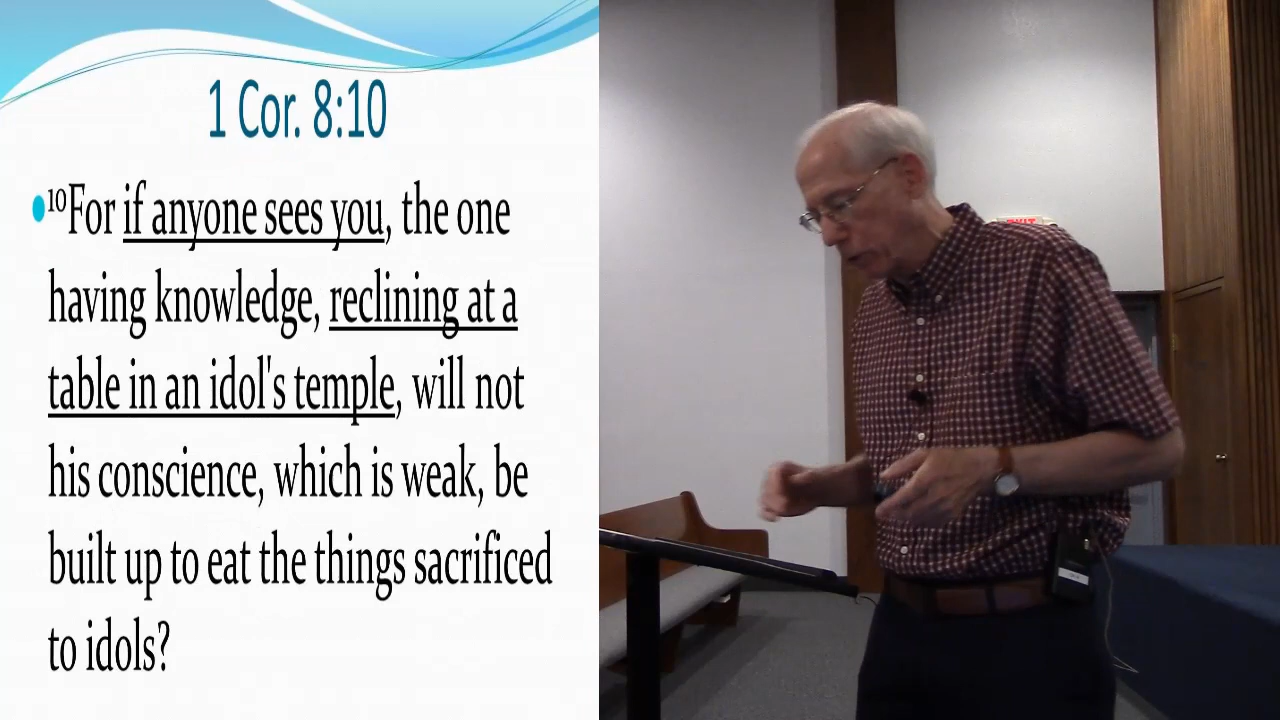 1 Cor. 8:10
¹⁰For if anyone sees you, the one
having knowledge, reclining at a
table in an idol's temple, will not
his conscience, which is weak, be
built up to eat the things sacrificed
to idols?
EXIT